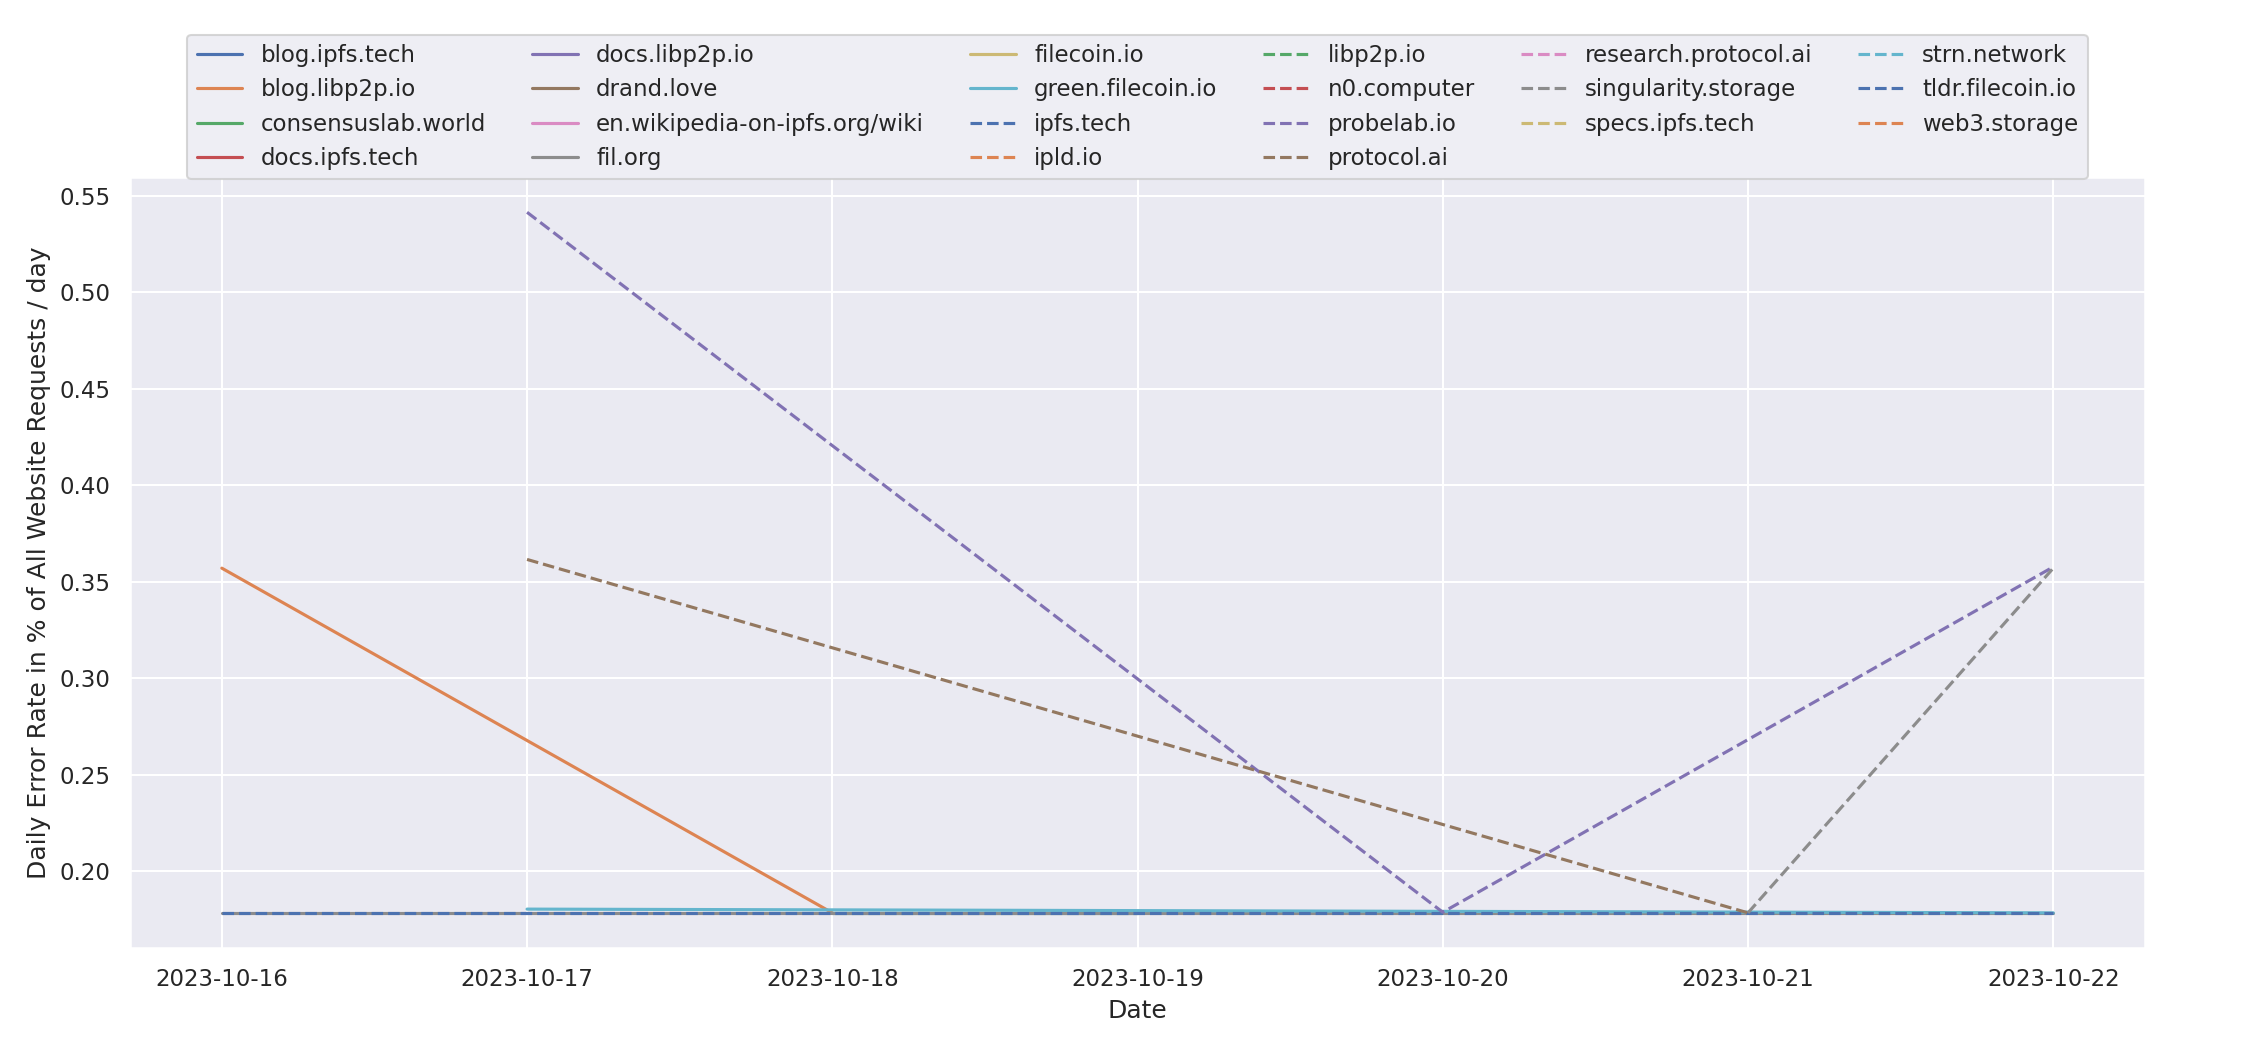 blog.ipfs.tech
blog.libp2p.io
consensuslab.world
docs.ipfs.tech
docs.libp2p.io
drand.love
en.wikipedia-on-ipfs.org/wiki
fil.org
filecoin.io
green.filecoin.io
ipfs.tech
ipld.io
libp2p.io
n0.computer
probelab.io
protocol.ai
research.protocol.ai
singularity.storage
specs.ipfs.tech
strn.network
tldr.filecoin.io
web3.storage
Daily Error Rate in % of All Website Requests / day
0.55
0.50
0.45
0.40
0.35
0.30
0.25
0.20
2023-10-16
2023-10-17
2023-10-18
2023-10-19
2023-10-20
2023-10-21
2023-10-22
Date